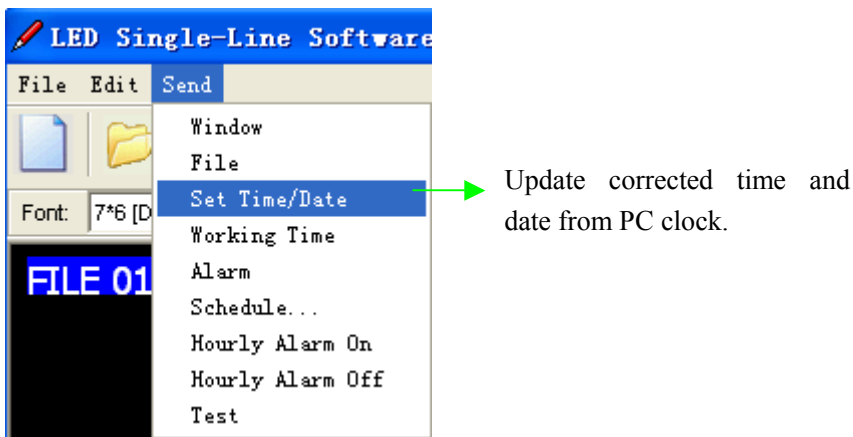 LED Single-Line Software
File Edit Send
Window
File
Set Time/Date
Update corrected time and
date from PC clock.
Font: 7*6 [D
Working Time
FILE 01
Alarm
Schedule...
Hourly Alarm On
Hourly Alarm Off
Test